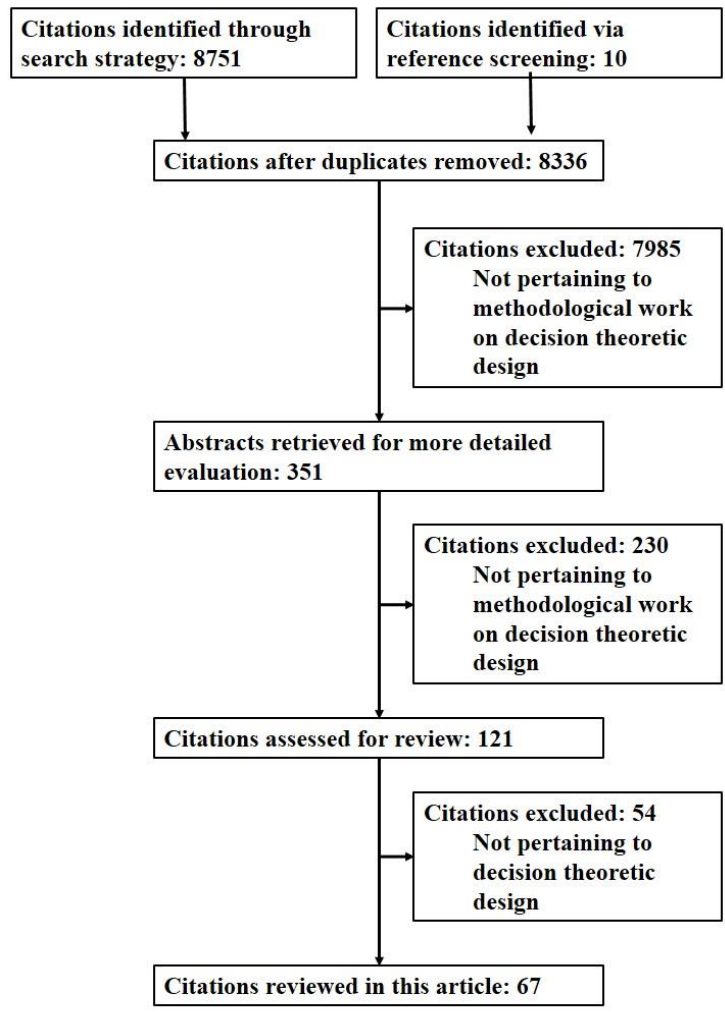 Citations identified through
search strategy: 8751
Citations identified via
reference screening: 10
Citations after duplicates removed: 8336
Citations excluded: 7985
Not pertaining to
methodological work
on decision theoretic
design
Abstracts retrieved for more detailed
evaluation: 351
Citations excluded: 230
Not pertaining to
methodological work
on decision theoretic
design
Citations assessed for review: 121
Citations excluded: 54
Not pertaining to
decision theoretic
design
Citations reviewed in this article: 67